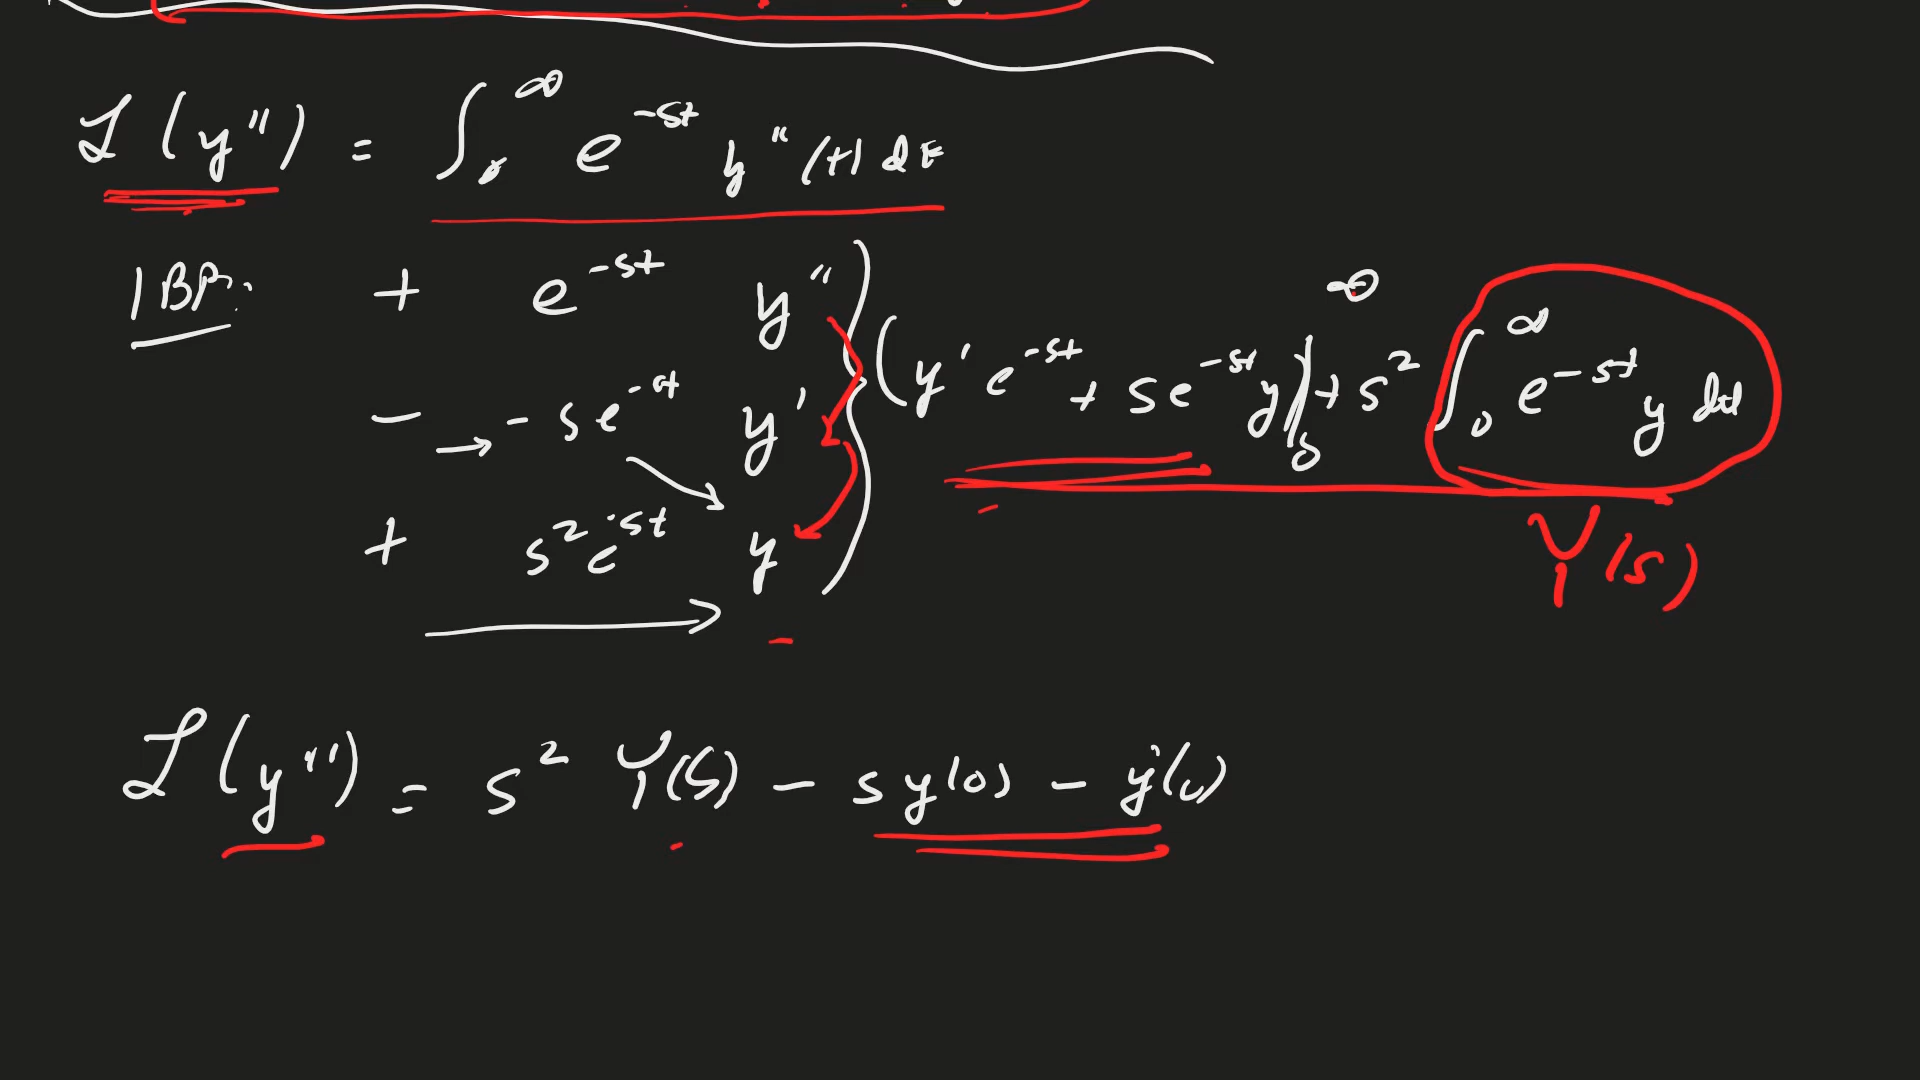 ℒ(y'') = ∫₀^∞ e^{-st} y''(t) dt
IBP: + e^{-st} y''
- → -se^{-st} y' (y'e^{-st} + se^{-st}y)|₀^∞ + s² ∫₀^∞ e^{-st} y dt
+ s²e^{-st} y
Y(s)
ℒ(y'') = s² Y(s) - sy(0) - y'(0)